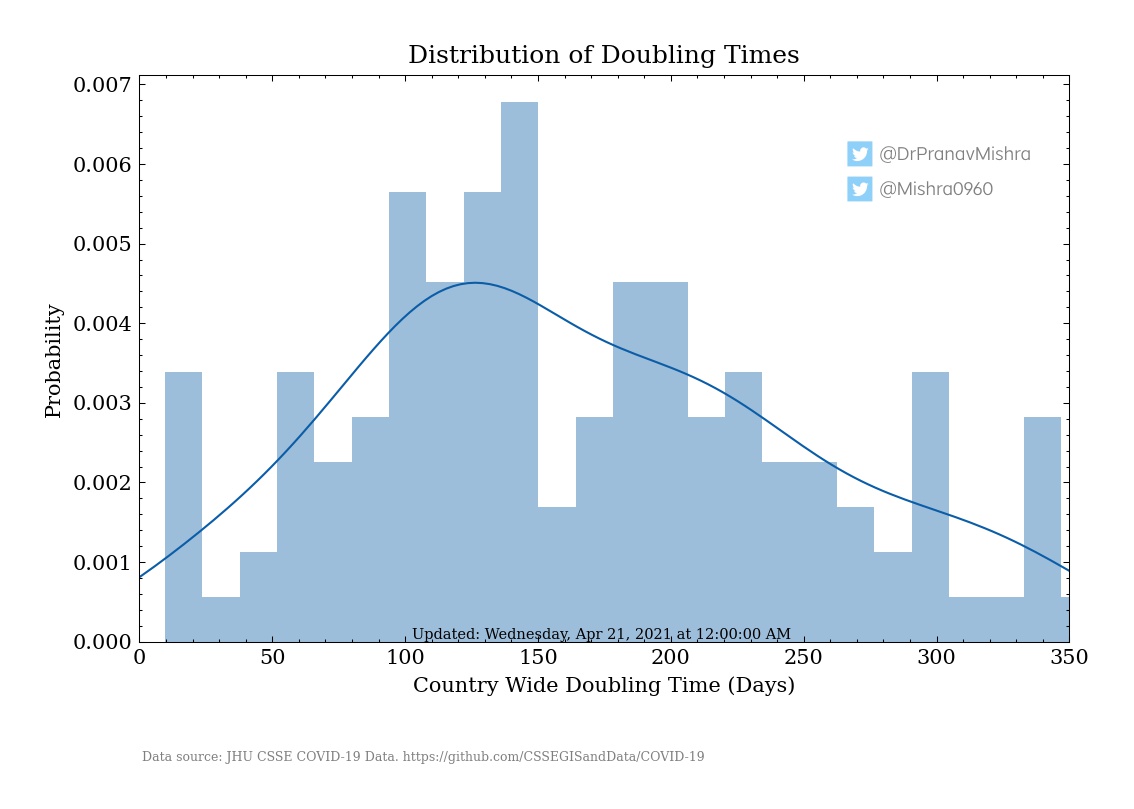 Distribution of Doubling Times
0.007
0.006
0.005
0.004
0.003
0.002
0.001
0.000
Probability
@DrPranavMishra
@Mishra0960
Updated: Wednesday, Apr 21, 2021 at 12:00:00 AM
0 50 100 150 200 250 300 350
Country Wide Doubling Time (Days)
Data source: JHU CSSE COVID-19 Data. https://github.com/CSSEGISandData/COVID-19